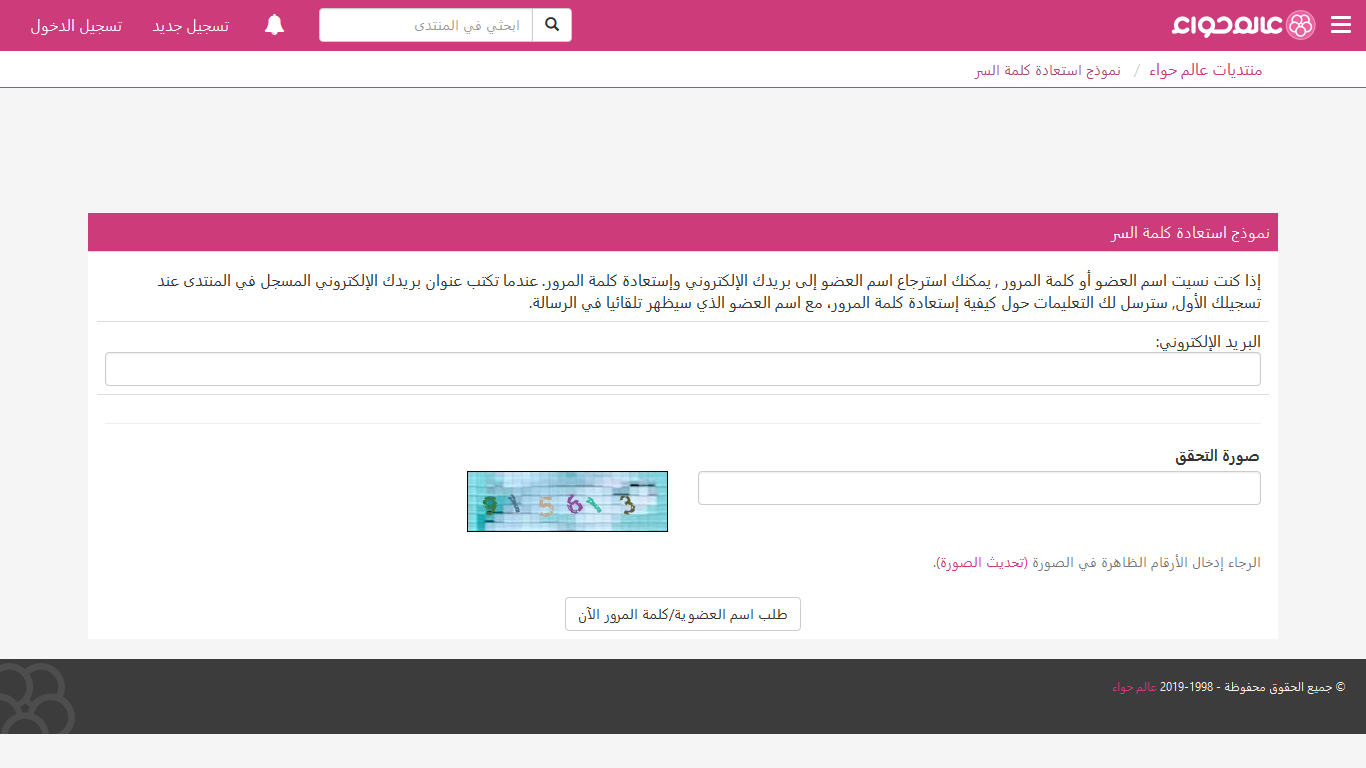 عالم حواء
ابحثي في المنتدى
تسجيل جديد
تسجيل الدخول
منتديات عالم حواء / نموذج استعادة كلمة السر
نموذج استعادة كلمة السر
إذا كنت نسيت اسم العضو أو كلمة المرور , يمكنك استرجاع اسم العضو إلى بريدك الإلكتروني وإستعادة كلمة المرور. عندما تكتب عنوان بريدك الإلكتروني المسجل في المنتدى عند
تسجيلك الأول, سترسل لك التعليمات حول كيفية إستعادة كلمة المرور، مع اسم العضو الذي سيظهر تلقائيا في الرسالة.
البريد الإلكتروني:
صورة التحقق
الرجاء إدخال الأرقام الظاهرة في الصورة (تحديث الصورة).
طلب اسم العضوية/كلمة المرور الآن
© جميع الحقوق محفوظة - 1998-2019 عالم حواء